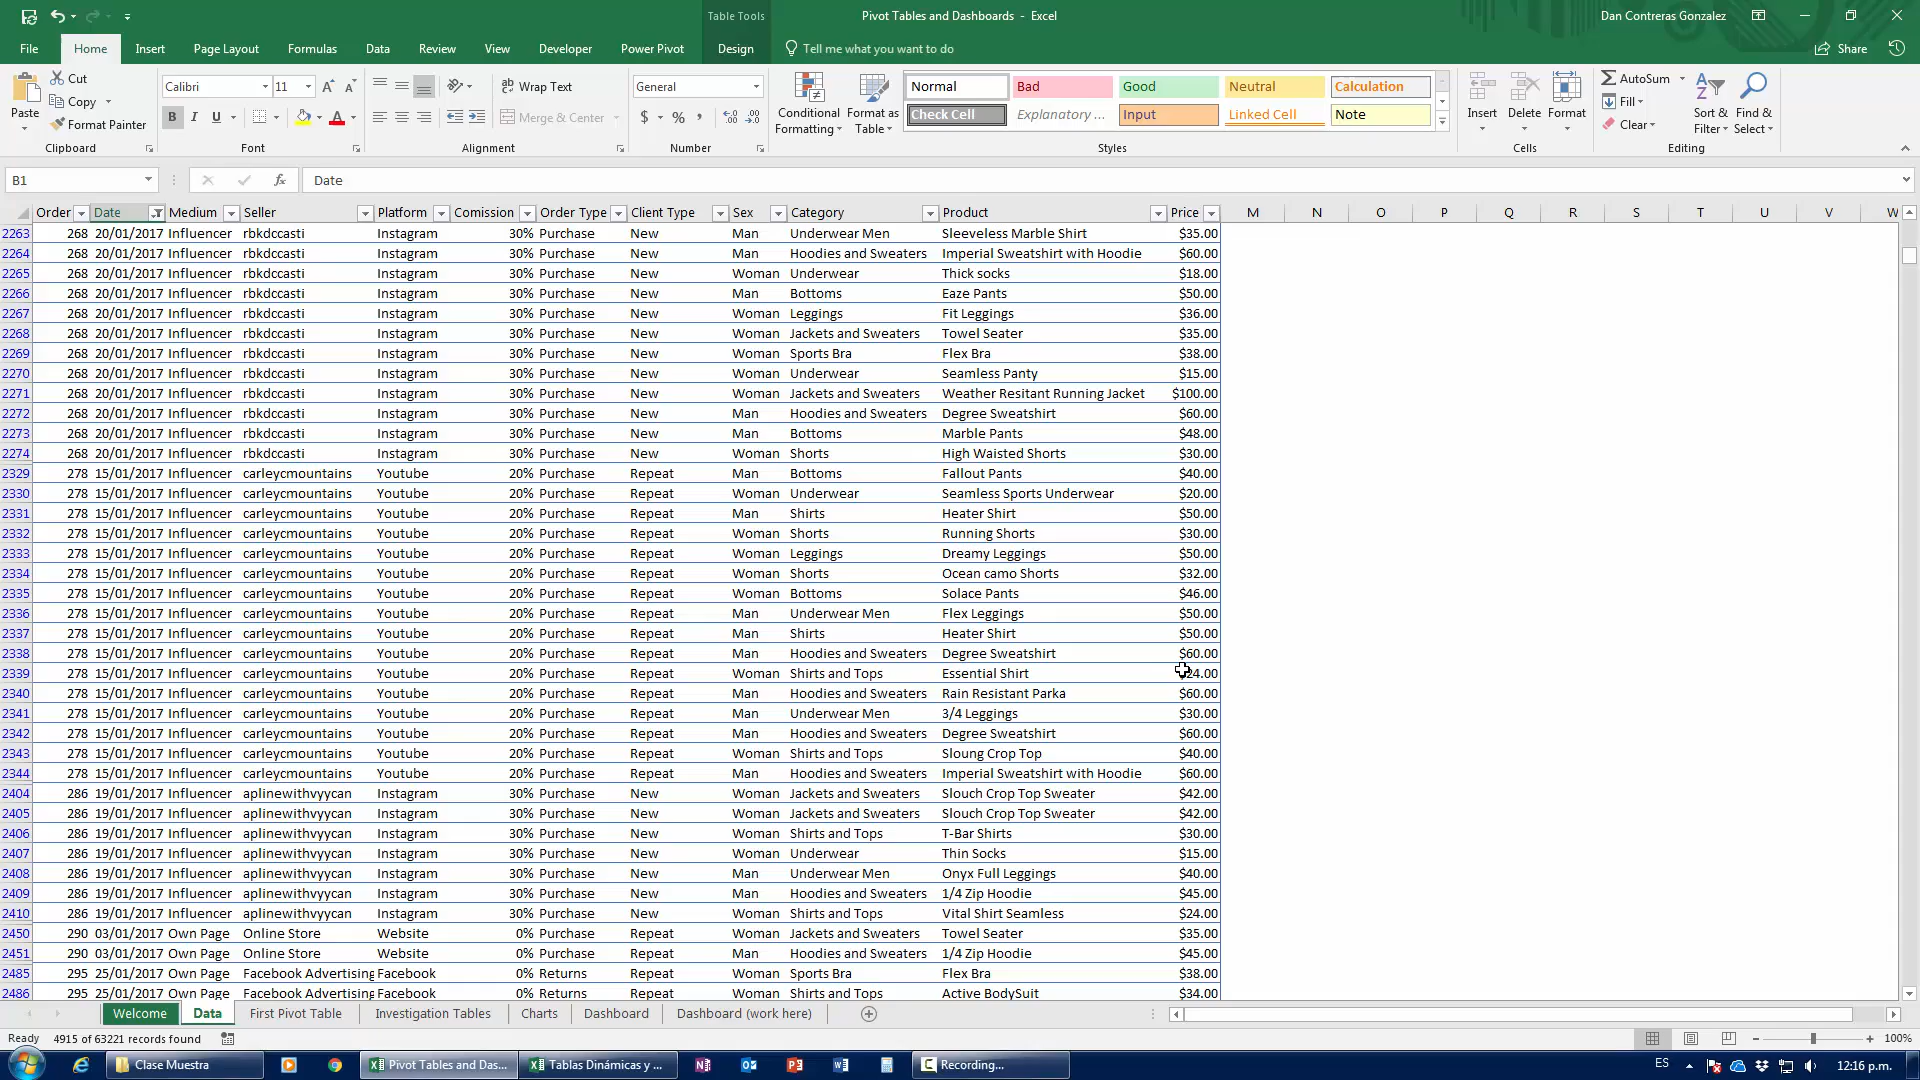 Table Tools
Pivot Tables and Dashboards - Excel
Dan Contreras Gonzalez
File Home Insert Page Layout Formulas Data Review View Developer Power Pivot Design Tell me what you want to do Share
Cut
Copy
Format Painter
Paste
Clipboard
Calibri 11
B I U
Font
Wrap Text
Merge & Center
Alignment
General
$ % ,
Number
Conditional Formatting
Format as Table
Normal Bad Good Neutral Calculation
Check Cell Explanatory ... Input Linked Cell Note
Styles
Insert Delete Format
Cells
AutoSum
Fill
Clear
Sort & Filter
Find & Select
Editing
B1 fx Date
Order Date Medium Seller Platform Comission Order Type Client Type Sex Category Product Price M N O P Q R S T U V W
2263 268 20/01/2017 Influencer rbkdccasti Instagram 30% Purchase New Man Underwear Men Sleeveless Marble Shirt $35.00
2264 268 20/01/2017 Influencer rbkdccasti Instagram 30% Purchase New Man Hoodies and Sweaters Imperial Sweatshirt with Hoodie $60.00
2265 268 20/01/2017 Influencer rbkdccasti Instagram 30% Purchase New Woman Underwear Thick socks $18.00
2266 268 20/01/2017 Influencer rbkdccasti Instagram 30% Purchase New Man Bottoms Eaze Pants $50.00
2267 268 20/01/2017 Influencer rbkdccasti Instagram 30% Purchase New Woman Leggings Fit Leggings $36.00
2268 268 20/01/2017 Influencer rbkdccasti Instagram 30% Purchase New Woman Jackets and Sweaters Towel Seater $35.00
2269 268 20/01/2017 Influencer rbkdccasti Instagram 30% Purchase New Woman Sports Bra Flex Bra $38.00
2270 268 20/01/2017 Influencer rbkdccasti Instagram 30% Purchase New Woman Underwear Seamless Panty $15.00
2271 268 20/01/2017 Influencer rbkdccasti Instagram 30% Purchase New Woman Jackets and Sweaters Weather Resitant Running Jacket $100.00
2272 268 20/01/2017 Influencer rbkdccasti Instagram 30% Purchase New Man Hoodies and Sweaters Degree Sweatshirt $60.00
2273 268 20/01/2017 Influencer rbkdccasti Instagram 30% Purchase New Man Bottoms Marble Pants $48.00
2274 268 20/01/2017 Influencer rbkdccasti Instagram 30% Purchase New Woman Shorts High Waisted Shorts $30.00
2329 278 15/01/2017 Influencer carleycmountains Youtube 20% Purchase Repeat Man Bottoms Fallout Pants $40.00
2330 278 15/01/2017 Influencer carleycmountains Youtube 20% Purchase Repeat Woman Underwear Seamless Sports Underwear $20.00
2331 278 15/01/2017 Influencer carleycmountains Youtube 20% Purchase Repeat Man Shirts Heater Shirt $50.00
2332 278 15/01/2017 Influencer carleycmountains Youtube 20% Purchase Repeat Woman Shorts Running Shorts $30.00
2333 278 15/01/2017 Influencer carleycmountains Youtube 20% Purchase Repeat Woman Leggings Dreamy Leggings $50.00
2334 278 15/01/2017 Influencer carleycmountains Youtube 20% Purchase Repeat Woman Shorts Ocean camo Shorts $32.00
2335 278 15/01/2017 Influencer carleycmountains Youtube 20% Purchase Repeat Woman Bottoms Solace Pants $46.00
2336 278 15/01/2017 Influencer carleycmountains Youtube 20% Purchase Repeat Man Underwear Men Flex Leggings $50.00
2337 278 15/01/2017 Influencer carleycmountains Youtube 20% Purchase Repeat Man Shirts Heater Shirt $50.00
2338 278 15/01/2017 Influencer carleycmountains Youtube 20% Purchase Repeat Man Hoodies and Sweaters Degree Sweatshirt $60.00
2339 278 15/01/2017 Influencer carleycmountains Youtube 20% Purchase Repeat Woman Shirts and Tops Essential Shirt 24.00
2340 278 15/01/2017 Influencer carleycmountains Youtube 20% Purchase Repeat Man Hoodies and Sweaters Rain Resistant Parka $60.00
2341 278 15/01/2017 Influencer carleycmountains Youtube 20% Purchase Repeat Man Underwear Men 3/4 Leggings $30.00
2342 278 15/01/2017 Influencer carleycmountains Youtube 20% Purchase Repeat Man Hoodies and Sweaters Degree Sweatshirt $60.00
2343 278 15/01/2017 Influencer carleycmountains Youtube 20% Purchase Repeat Woman Shirts and Tops Sloung Crop Top $40.00
2344 278 15/01/2017 Influencer carleycmountains Youtube 20% Purchase Repeat Man Hoodies and Sweaters Imperial Sweatshirt with Hoodie $60.00
2404 286 19/01/2017 Influencer aplinewithvyycan Instagram 30% Purchase New Woman Jackets and Sweaters Slouch Crop Top Sweater $42.00
2405 286 19/01/2017 Influencer aplinewithvyycan Instagram 30% Purchase New Woman Jackets and Sweaters Slouch Crop Top Sweater $42.00
2406 286 19/01/2017 Influencer aplinewithvyycan Instagram 30% Purchase New Woman Shirts and Tops T-Bar Shirts $30.00
2407 286 19/01/2017 Influencer aplinewithvyycan Instagram 30% Purchase New Woman Underwear Thin Socks $15.00
2408 286 19/01/2017 Influencer aplinewithvyycan Instagram 30% Purchase New Man Underwear Men Onyx Full Leggings $40.00
2409 286 19/01/2017 Influencer aplinewithvyycan Instagram 30% Purchase New Man Hoodies and Sweaters 1/4 Zip Hoodie $45.00
2410 286 19/01/2017 Influencer aplinewithvyycan Instagram 30% Purchase New Woman Shirts and Tops Vital Shirt Seamless $24.00
2450 290 03/01/2017 Own Page Online Store Website 0% Purchase Repeat Woman Jackets and Sweaters Towel Seater $35.00
2451 290 03/01/2017 Own Page Online Store Website 0% Purchase Repeat Man Hoodies and Sweaters 1/4 Zip Hoodie $45.00
2485 295 25/01/2017 Own Page Facebook Advertising Facebook 0% Returns Repeat Woman Sports Bra Flex Bra $38.00
2486 295 25/01/2017 Own Page Facebook Advertising Facebook 0% Returns Repeat Woman Shirts and Tops Active BodySuit $34.00
Welcome Data First Pivot Table Investigation Tables Charts Dashboard Dashboard (work here)
Ready 4915 of 63221 records found 100%
Clase Muestra Pivot Tables and Das... Tablas Dinámicas y ... Recording... ES 12:16 p.m.